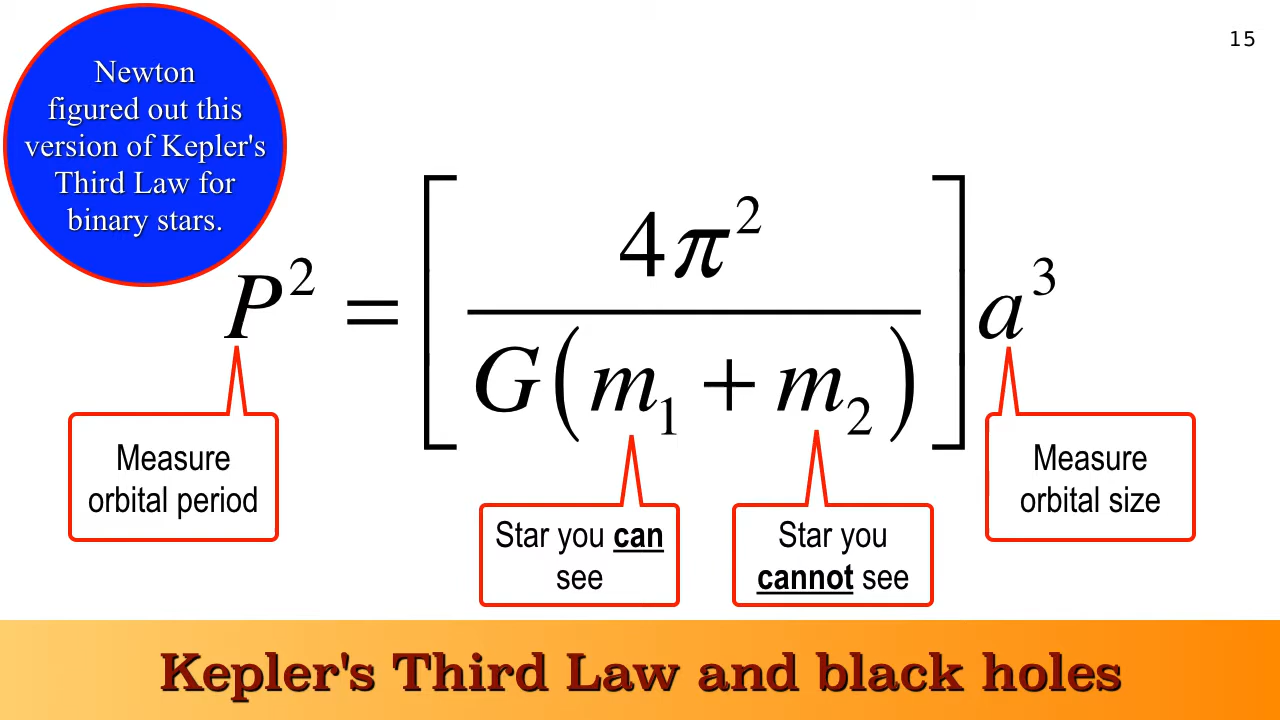 15
Newton
figured out this
version of Kepler's
Third Law for
binary stars.
P² = [ 4π² / G(m₁ + m₂) ] a³
Measure
orbital period
Star you can
see
Star you
cannot see
Measure
orbital size
Kepler's Third Law and black holes